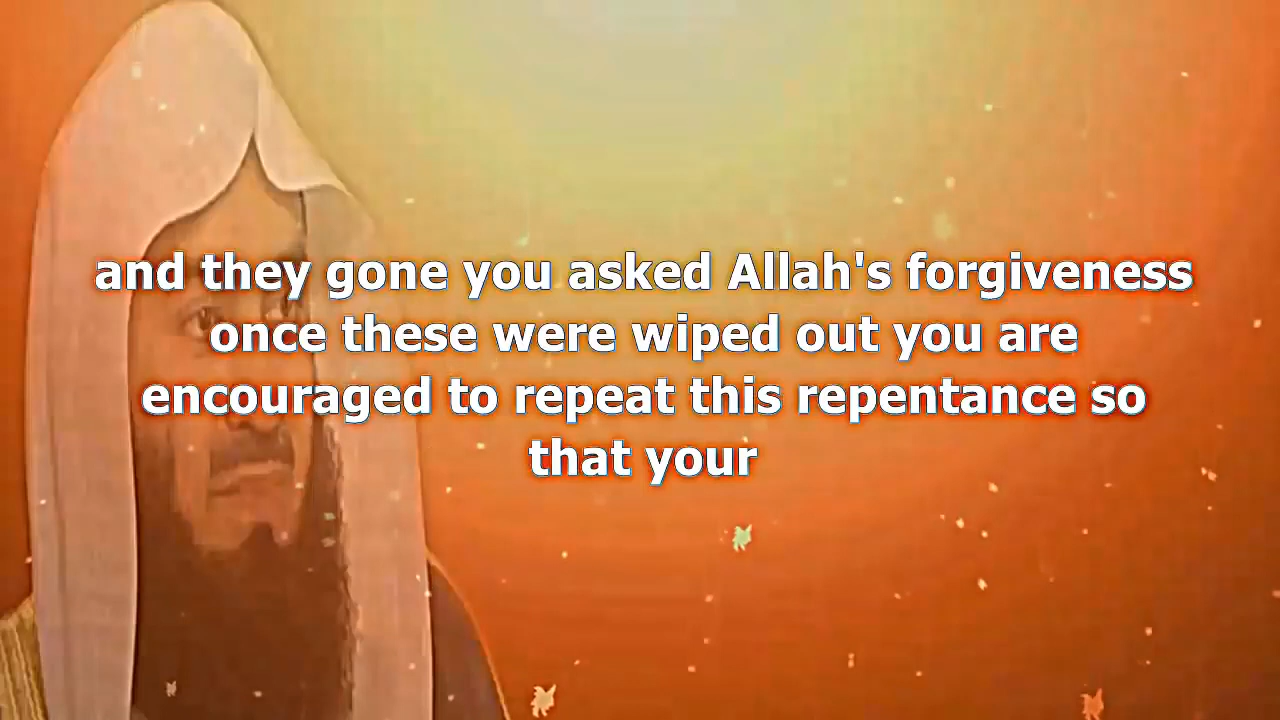 and they gone you asked Allah's forgiveness
once these were wiped out you are
encouraged to repeat this repentance so
that your